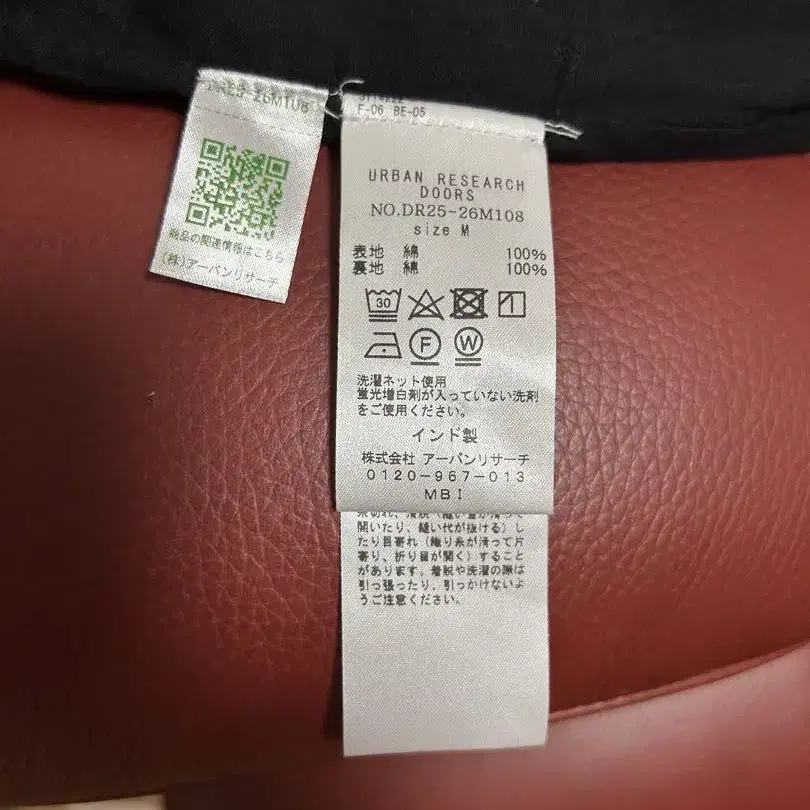 -26M108
商品の関連情報はこちら
(株)アーバンリサーチ
F-06 BE-05
URBAN RESEARCH
DOORS
NO.DR25-26M108
size M
表地 綿 100%
裏地 綿 100%
30
F W
洗濯ネット使用
蛍光増白剤が入っていない洗剤
をご使用ください。
インド製
株式会社 アーバンリサーチ
0120-967-013
MBI
開いたり、縫い代が抜ける)し
たり目寄れ(織り糸が滑って片
寄り、折り目が開く)すること
があります。着脱や洗濯の際は
引っ張ったり、引っかけないよ
うご注意ください。